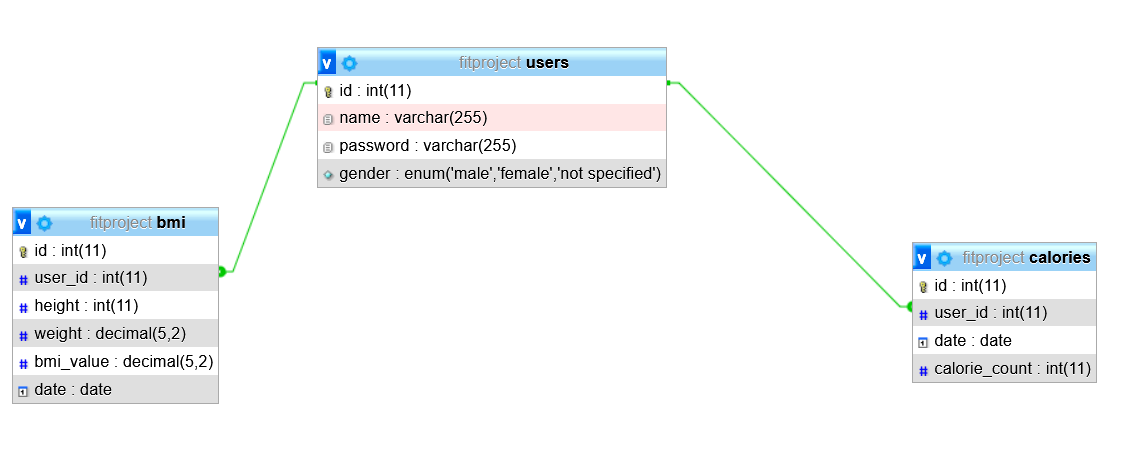 v fitproject users
id : int(11)
name : varchar(255)
password : varchar(255)
gender : enum('male','female','not specified')
v fitproject bmi
id : int(11)
# user_id : int(11)
# height : int(11)
# weight : decimal(5,2)
# bmi_value : decimal(5,2)
date : date
v fitproject calories
id : int(11)
# user_id : int(11)
date : date
# calorie_count : int(11)